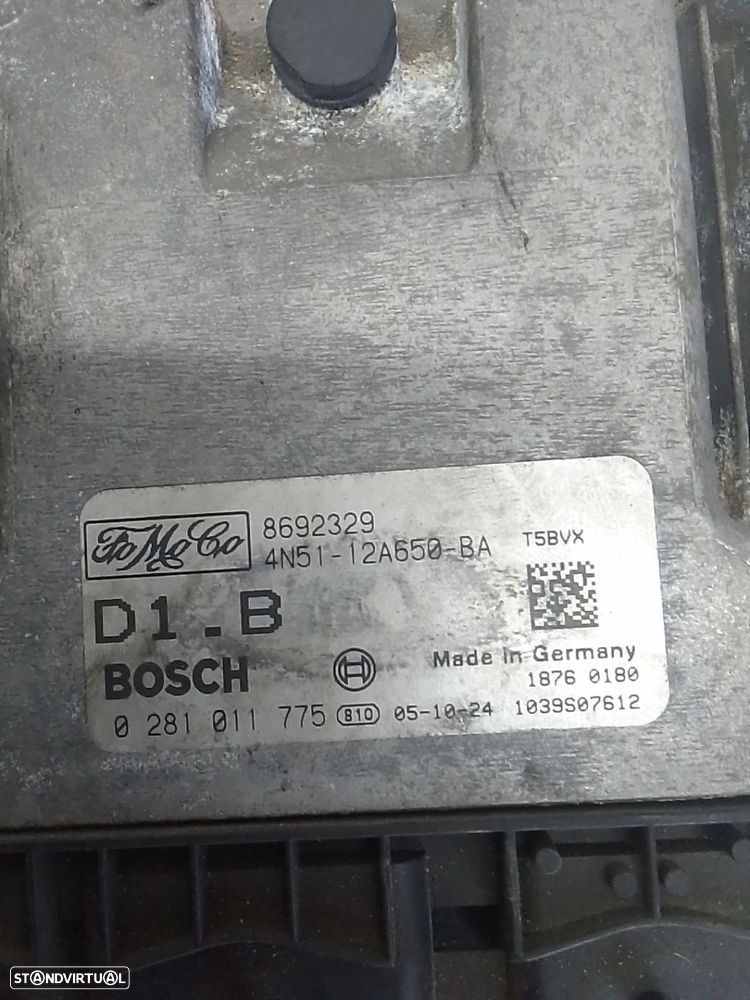 FoMoCo
8692329
4N51-12A650-BA
T5BVX
D1.B
BOSCH
Made in Germany
1876 0180
0 281 011 775 810 05-10-24 1039S07612
STANDVIRTUAL